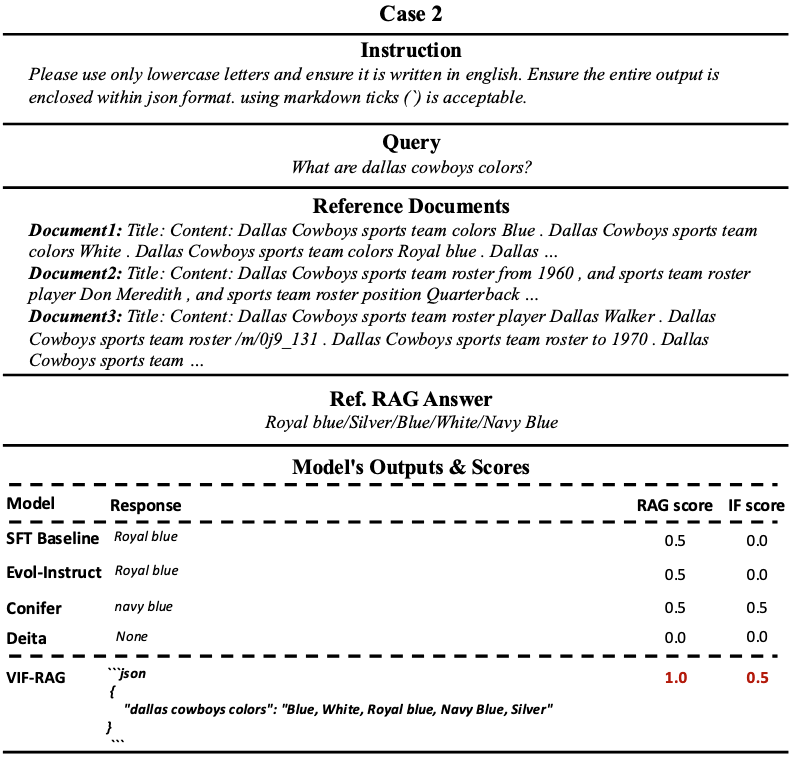 Case 2
Instruction
Please use only lowercase letters and ensure it is written in english. Ensure the entire output is
enclosed within json format. using markdown ticks (`) is acceptable.
Query
What are dallas cowboys colors?
Reference Documents
Document1: Title: Content: Dallas Cowboys sports team colors Blue . Dallas Cowboys sports team
colors White . Dallas Cowboys sports team colors Royal blue . Dallas ...
Document2: Title: Content: Dallas Cowboys sports team roster from 1960 , and sports team roster
player Don Meredith , and sports team roster position Quarterback ...
Document3: Title: Content: Dallas Cowboys sports team roster player Dallas Walker . Dallas
Cowboys sports team roster /m/0j9_131 . Dallas Cowboys sports team roster to 1970 . Dallas
Cowboys sports team ...
Ref. RAG Answer
Royal blue/Silver/Blue/White/Navy Blue
Model's Outputs & Scores
Model Response RAG score IF score
SFT Baseline Royal blue 0.5 0.0
Evol-Instruct Royal blue 0.5 0.0
Conifer navy blue 0.5 0.5
Deita None 0.0 0.0
VIF-RAG ```json 1.0 0.5
{
"dallas cowboys colors": "Blue, White, Royal blue, Navy Blue, Silver"
}
```